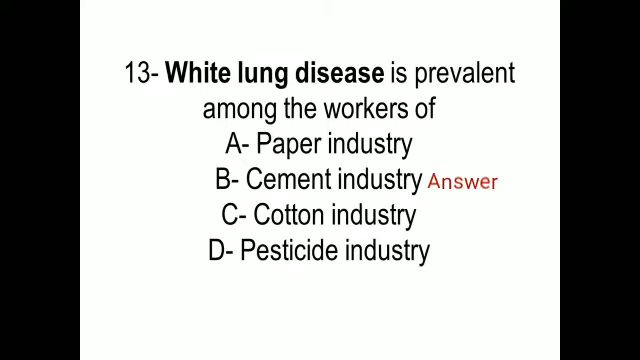 13- White lung disease is prevalent
among the workers of
A- Paper industry
B- Cement industry Answer
C- Cotton industry
D- Pesticide industry